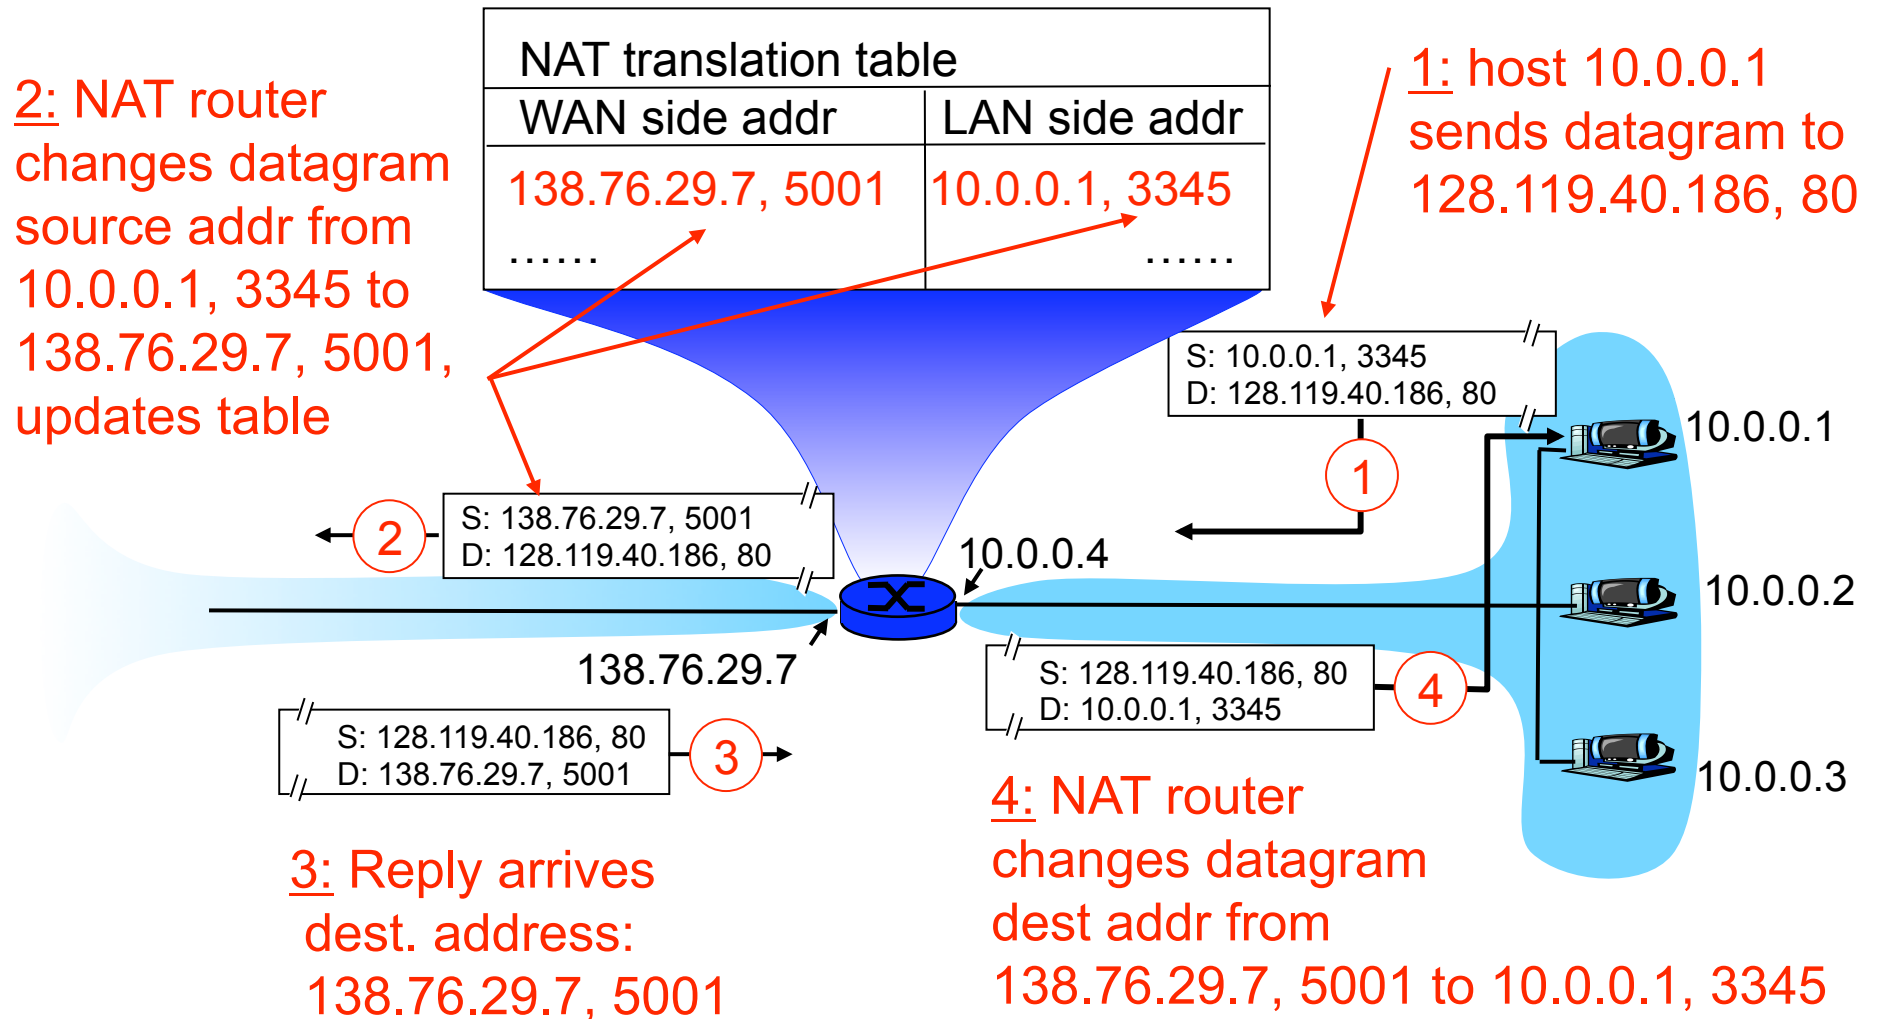 NAT translation table
WAN side addr LAN side addr
138.76.29.7, 5001 10.0.0.1, 3345
...... ......
2: NAT router
changes datagram
source addr from
10.0.0.1, 3345 to
138.76.29.7, 5001,
updates table
1: host 10.0.0.1
sends datagram to
128.119.40.186, 80
S: 10.0.0.1, 3345
D: 128.119.40.186, 80
1
10.0.0.1
S: 138.76.29.7, 5001
D: 128.119.40.186, 80
2
10.0.0.4
10.0.0.2
138.76.29.7
S: 128.119.40.186, 80
D: 10.0.0.1, 3345
4
S: 128.119.40.186, 80
D: 138.76.29.7, 5001
3
10.0.0.3
3: Reply arrives
dest. address:
138.76.29.7, 5001
4: NAT router
changes datagram
dest addr from
138.76.29.7, 5001 to 10.0.0.1, 3345